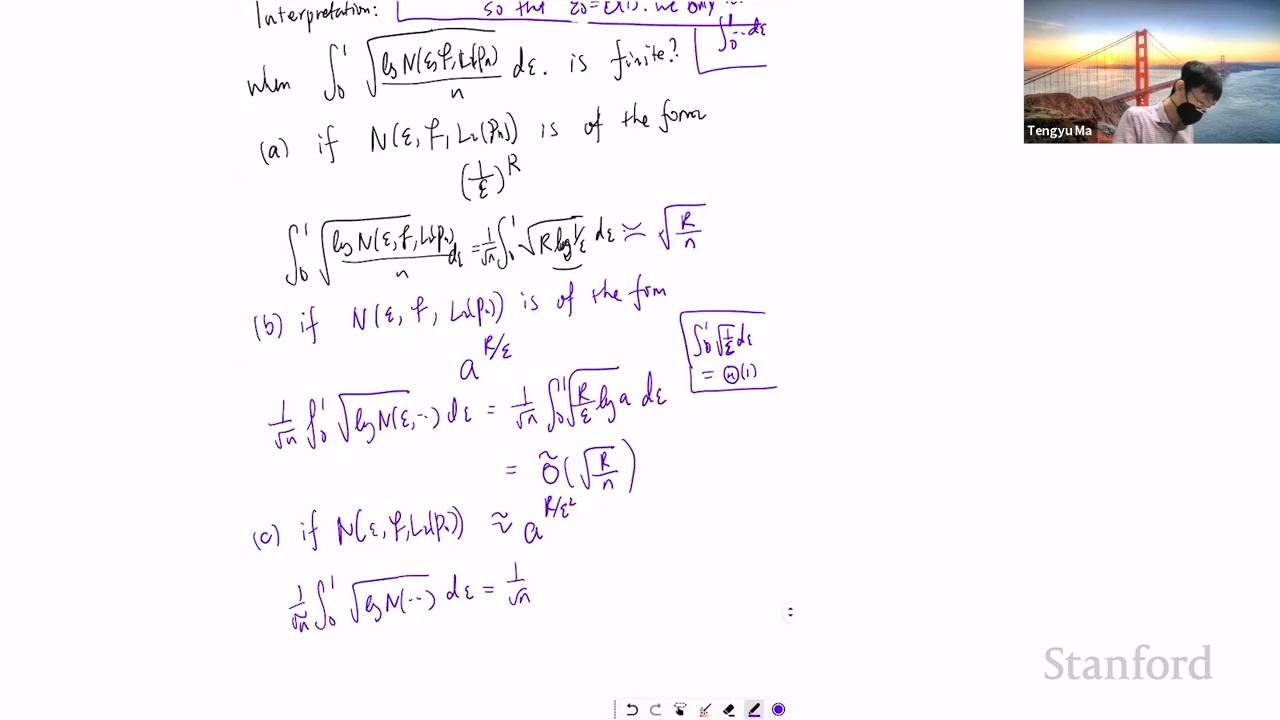 Interpretation: so that we only
when ∫₀¹ √(log N(ε, F, L₂(Pₙ)) / n) dε. is finite? ∫₀¹ ... dε
(a) if N(ε, F, L₂(Pₙ)) is of the form
(1/ε)^R
∫₀¹ √(log N(ε, F, L₂(Pₙ)) / n) dε = 1/√n ∫₀¹ √(R log 1/ε) dε ≍ √(R/n)
(b) if N(ε, F, L₂(Pₙ)) is of the form
a^(R/ε)
∫₀¹ √(1/ε) dε
= Θ(1)
1/√n ∫₀¹ √(log N(ε, ...)) dε = 1/√n ∫₀¹ √(R/ε log a) dε
= Õ(√(R/n))
(c) if N(ε, F, L₂(Pₙ)) ≈ a^(R/ε²)
1/√n ∫₀¹ √(log N(...)) dε = 1/√n
Tengyu Ma
Stanford